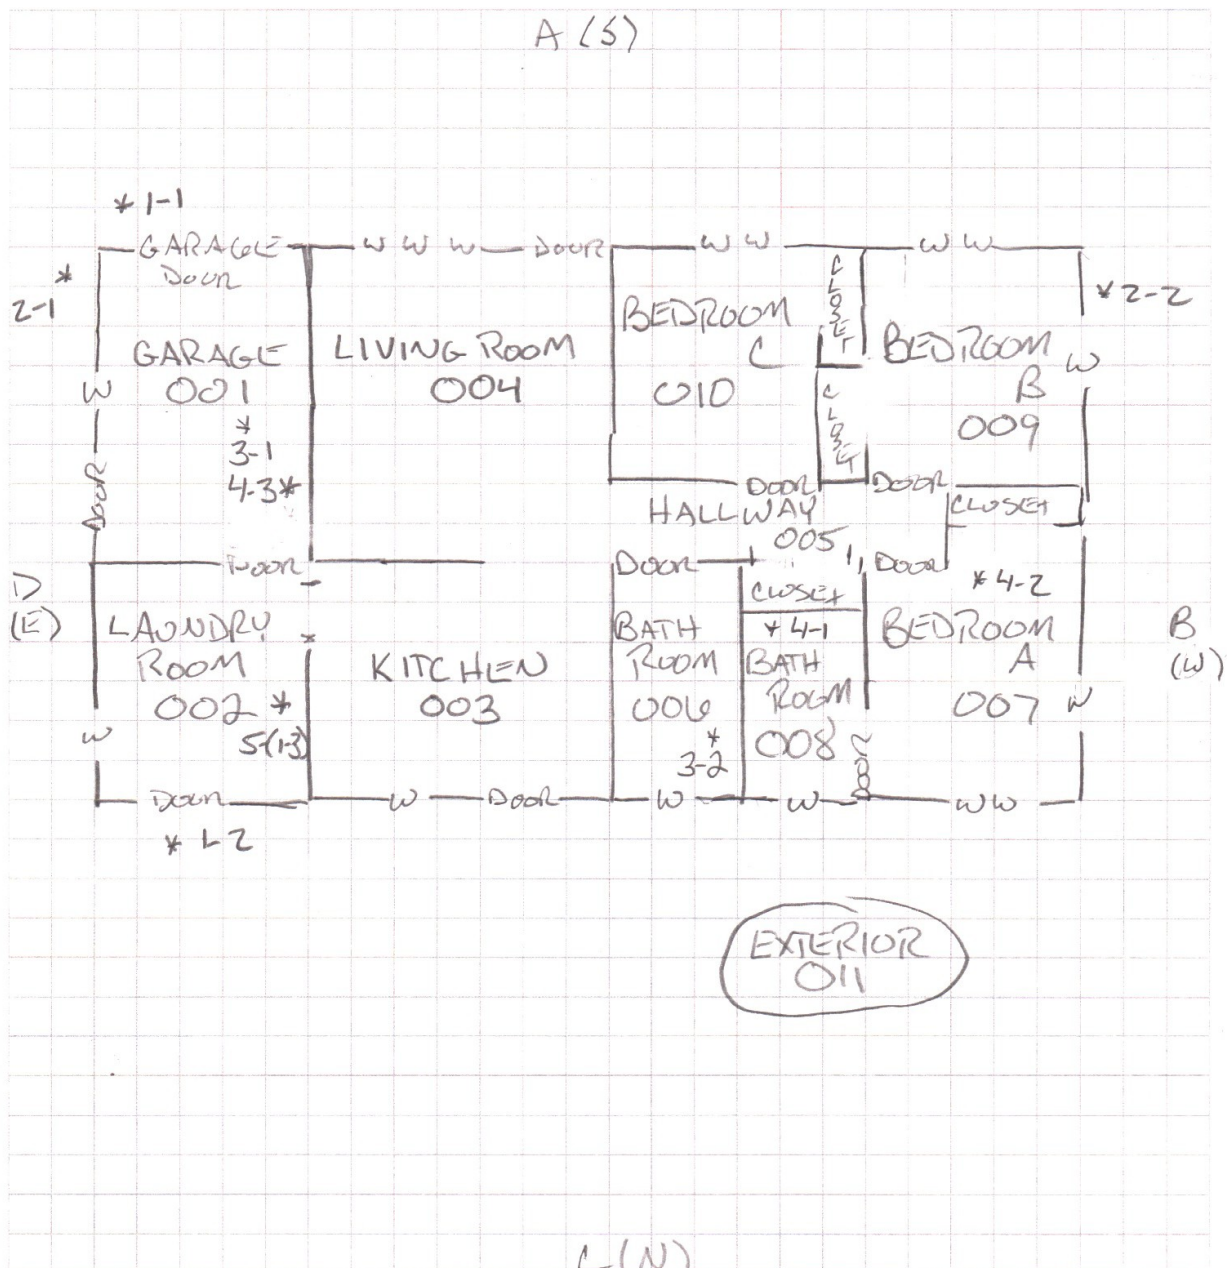 A (S)
* 1-1
GARAGE
DOOR
W W W
DOOR
W W
W W
*
2-1
CLOSET
* 2-2
BEDROOM
C
010
GARAGE
001
LIVING ROOM
004
BEDROOM
B
009
W
W
*
3-1
4-3*
CLOSET
DOOR
DOOR
DOOR
HALLWAY
005
CLOSET
DOOR
DOOR
DOOR
* 4-2
D
(E)
LAUNDRY
ROOM
002 *
5-(1-3)
*
KITCHEN
003
BATH
ROOM
006
*
3-2
CLOSET
* 4-1
BATH
ROOM
008
DOOR
BEDROOM
A
007
W
B
(W)
W
DOOR
W
DOOR
W
W
W W
* 1-2
EXTERIOR
011
C (N)